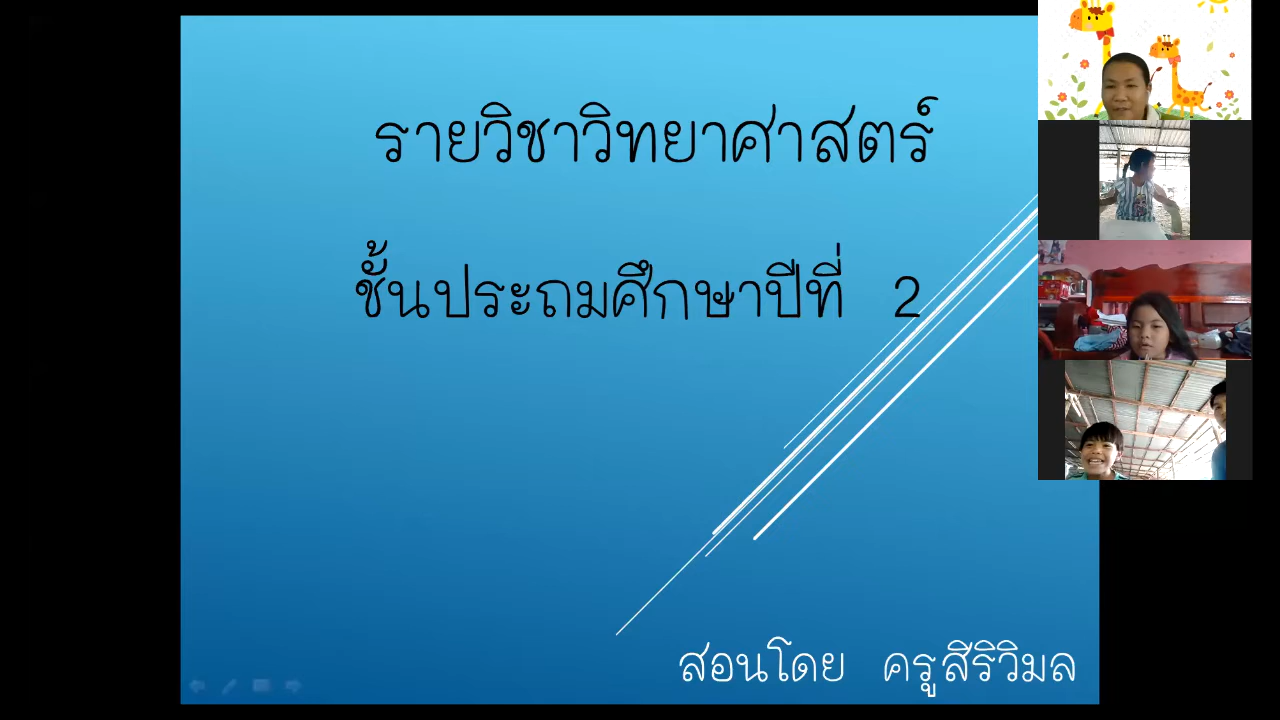 รายวิชาวิทยาศาสตร์
ชั้นประถมศึกษาปีที่ 2
สอนโดย ครูสิริวิมล